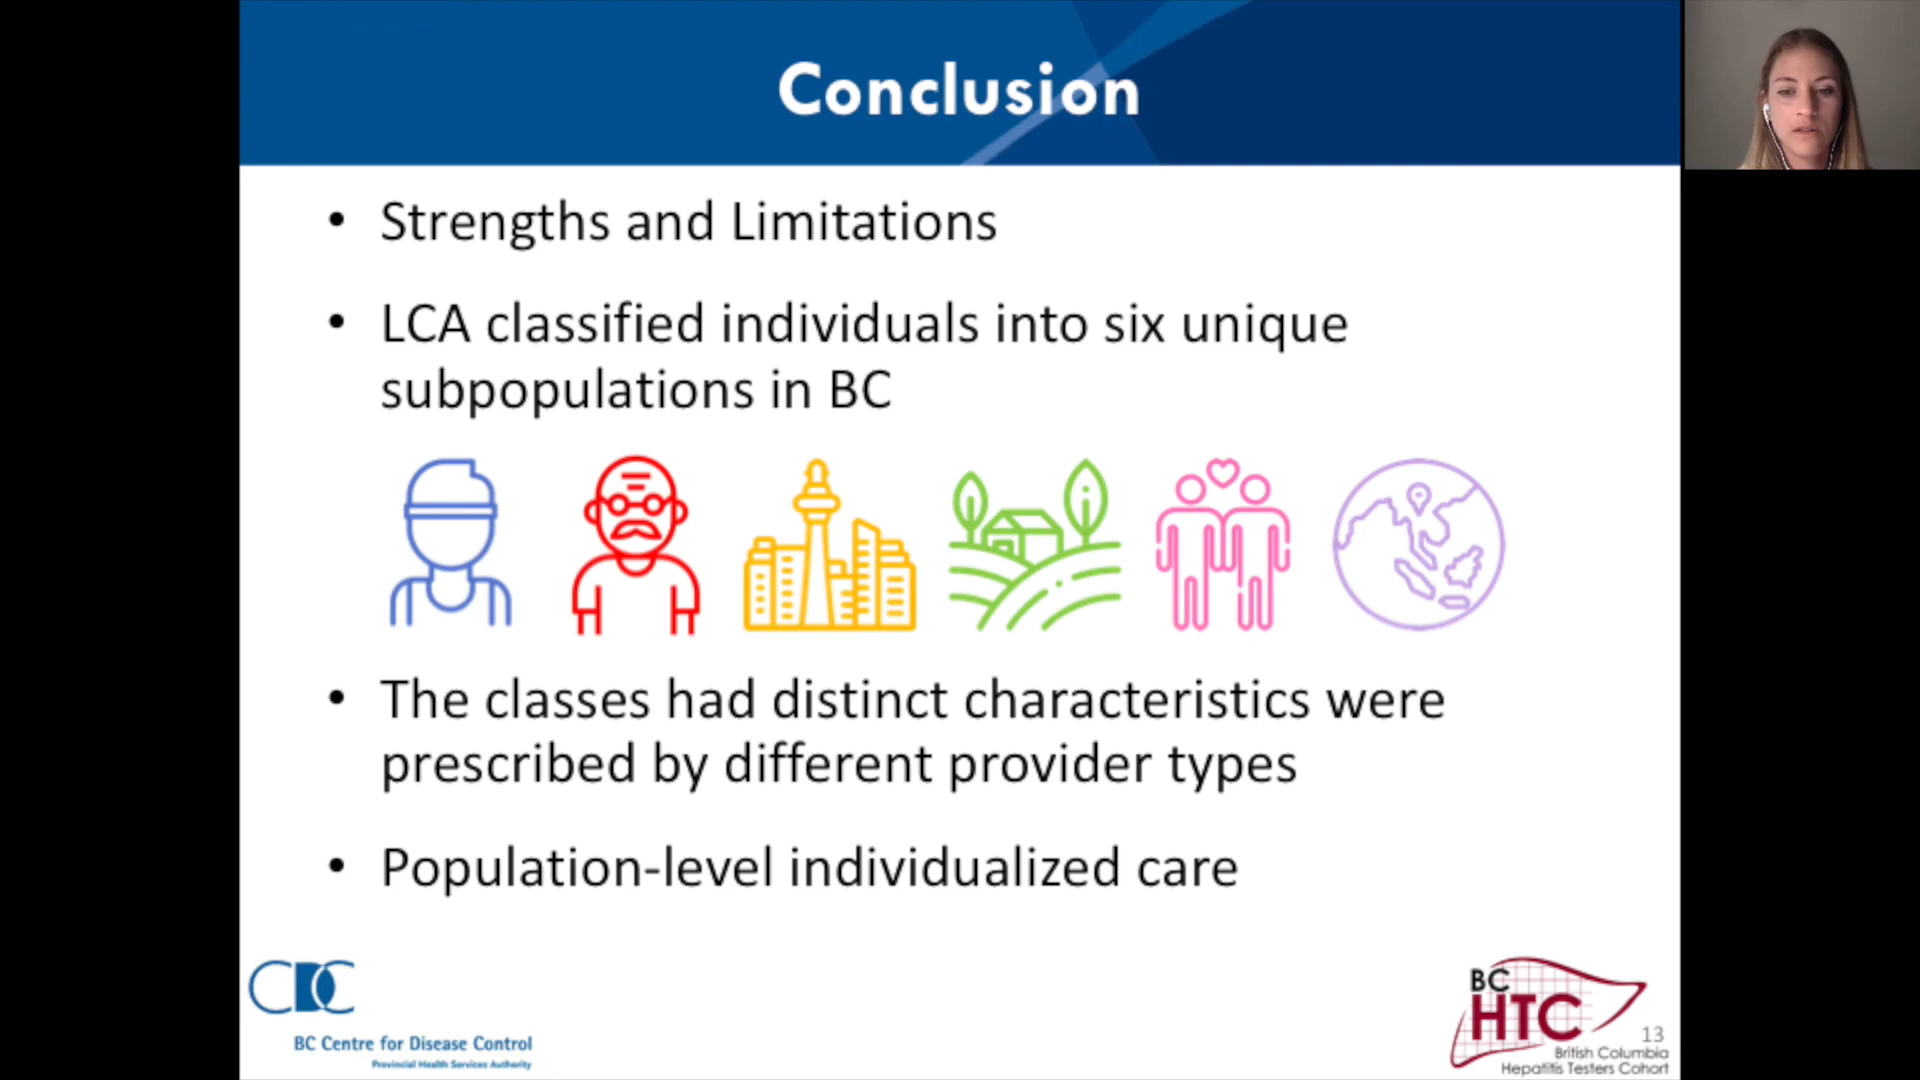 Conclusion
• Strengths and Limitations
• LCA classified individuals into six unique
subpopulations in BC
• The classes had distinct characteristics were
prescribed by different provider types
• Population-level individualized care
CDC
BC Centre for Disease Control
Provincial Health Services Authority
BC
HTC
13
British Columbia
Hepatitis Testers Cohort